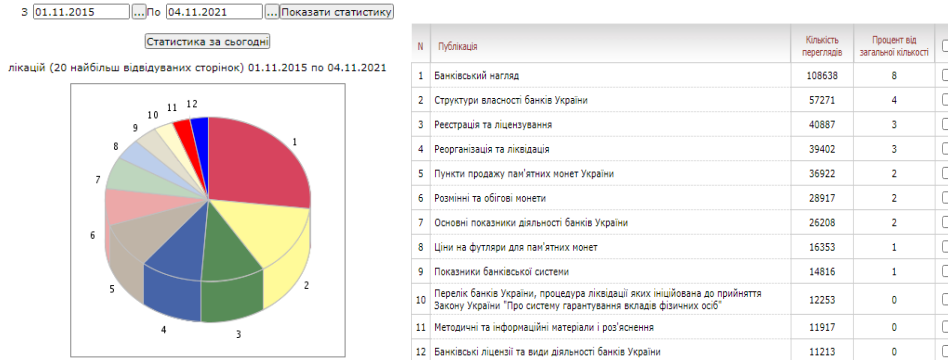 З 01.11.2015 ... По 04.11.2021 ... Показати статистику
Статистика за сьогодні
лікацій (20 найбільш відвідуваних сторінок) 01.11.2015 по 04.11.2021
1
2
3
4
5
6
7
8
9
10
11
12
N Публікація Кількість переглядів Процент від загальної кількості
1 Банківський нагляд 108638 8
2 Структури власності банків України 57271 4
3 Реєстрація та ліцензування 40887 3
4 Реорганізація та ліквідація 39402 3
5 Пункти продажу пам'ятних монет України 36922 2
6 Розмінні та обігові монети 28917 2
7 Основні показники діяльності банків України 26208 2
8 Ціни на футляри для пам'ятних монет 16353 1
9 Показники банківської системи 14816 1
10 Перелік банків України, процедура ліквідації яких ініційована до прийняття
Закону України "Про систему гарантування вкладів фізичних осіб" 12253 0
11 Методичні та інформаційні матеріали і роз'яснення 11917 0
12 Банківські ліцензії та види діяльності банків України 11213 0